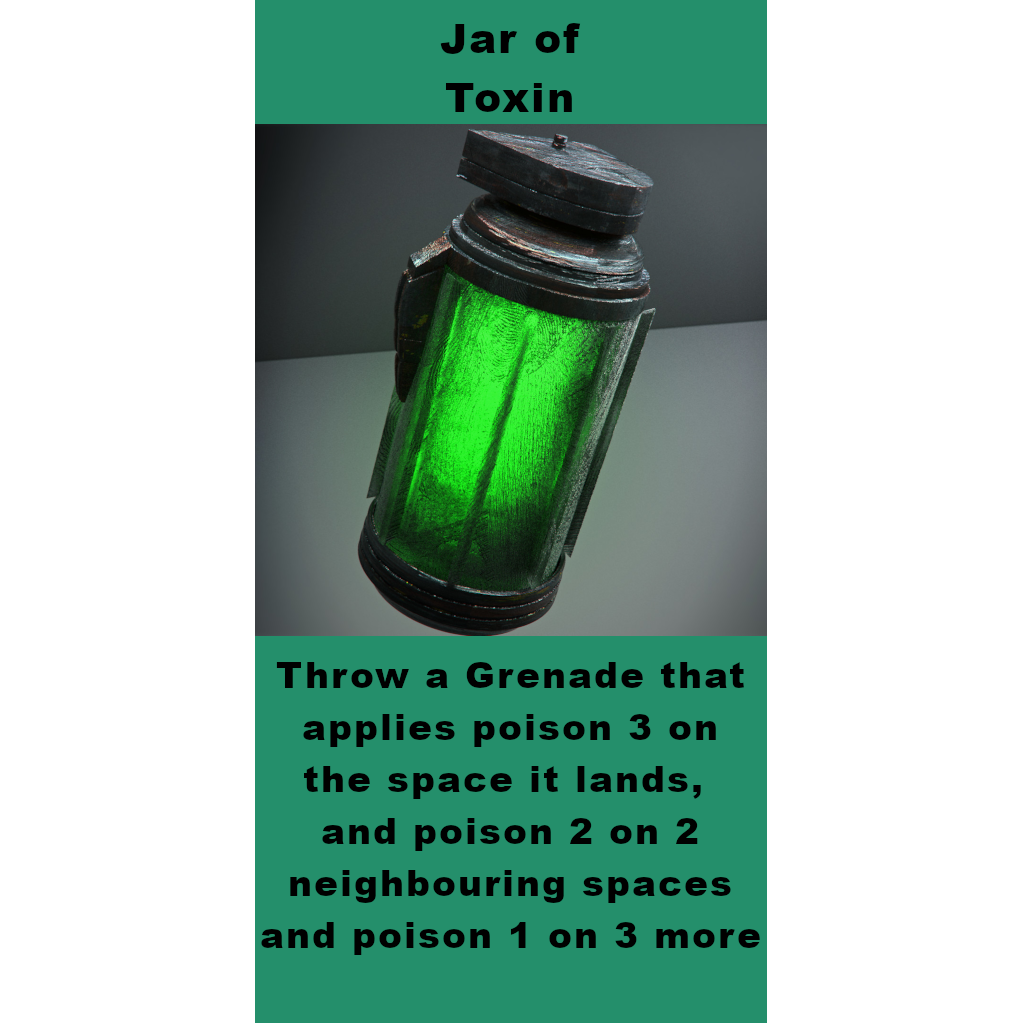 Jar of
Toxin
Throw a Grenade that
applies poison 3 on
the space it lands,
and poison 2 on 2
neighbouring spaces
and poison 1 on 3 more